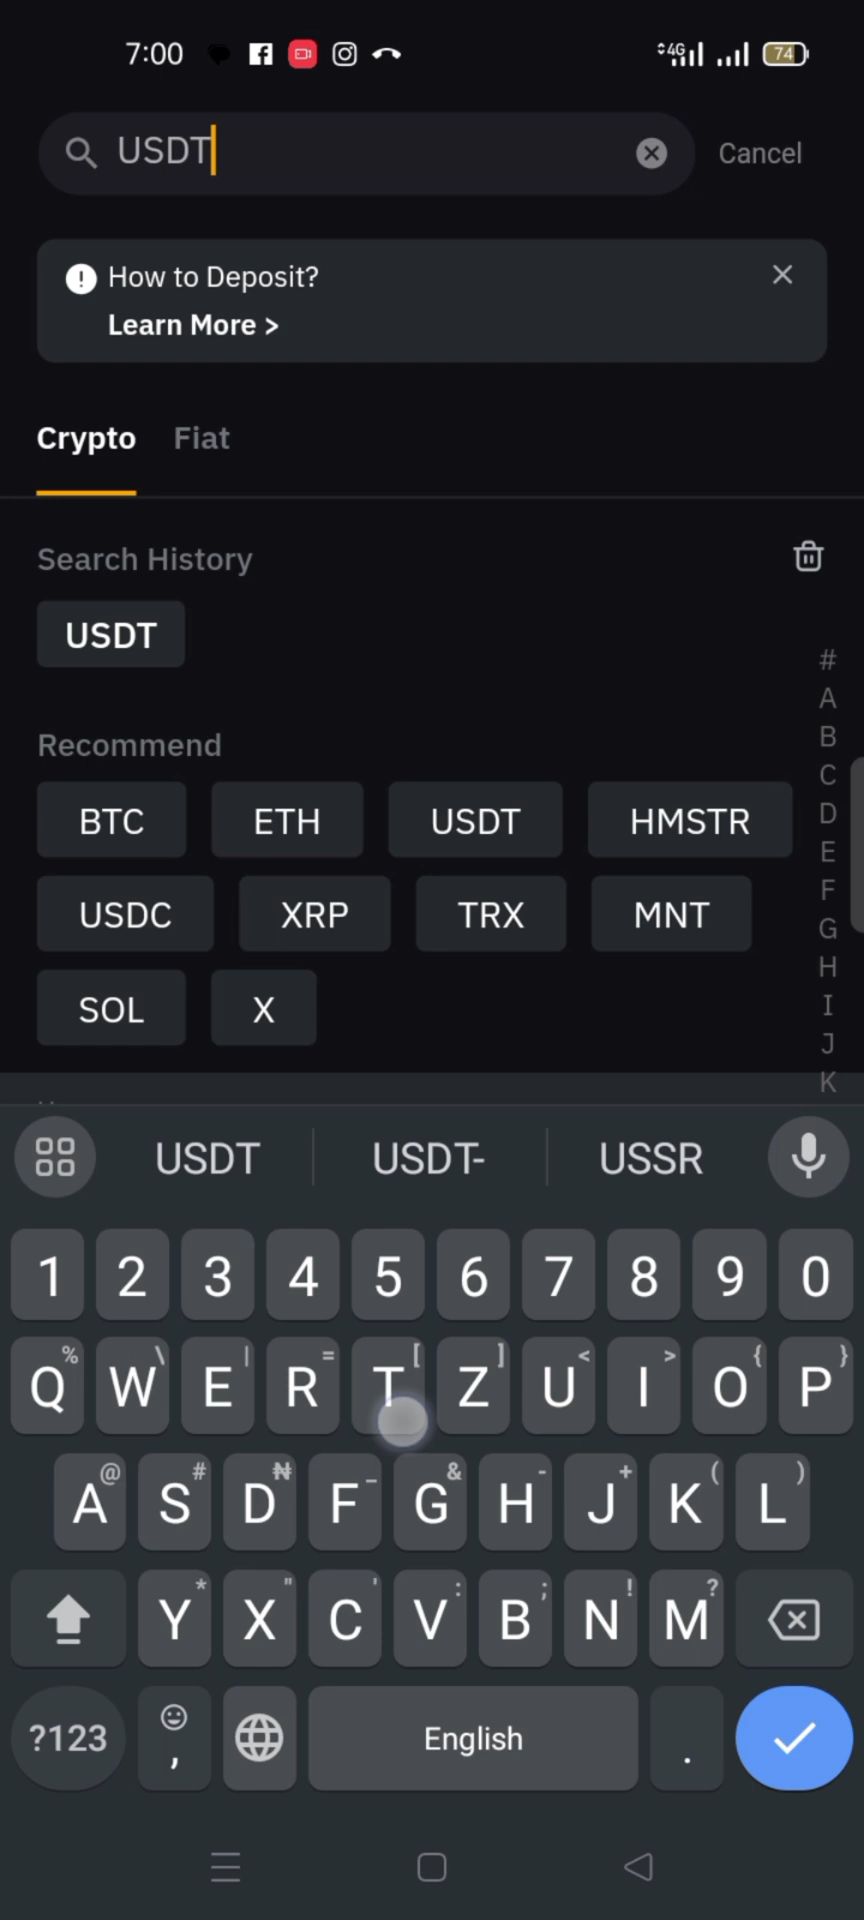 7:00 4G 74
USDT Cancel
How to Deposit?
Learn More >
Crypto Fiat
Search History
USDT
Recommend
BTC ETH USDT HMSTR
USDC XRP TRX MNT
SOL X
#
A
B
C
D
E
F
G
H
I
J
K
USDT USDT- USSR
1 2 3 4 5 6 7 8 9 0
% \ | = [ ] < > { }
Q W E R T Z U I O P
@ # ₦ _ & - + ( )
A S D F G H J K L
* " ' : ; ! ?
Y X C V B N M
?123 , English .